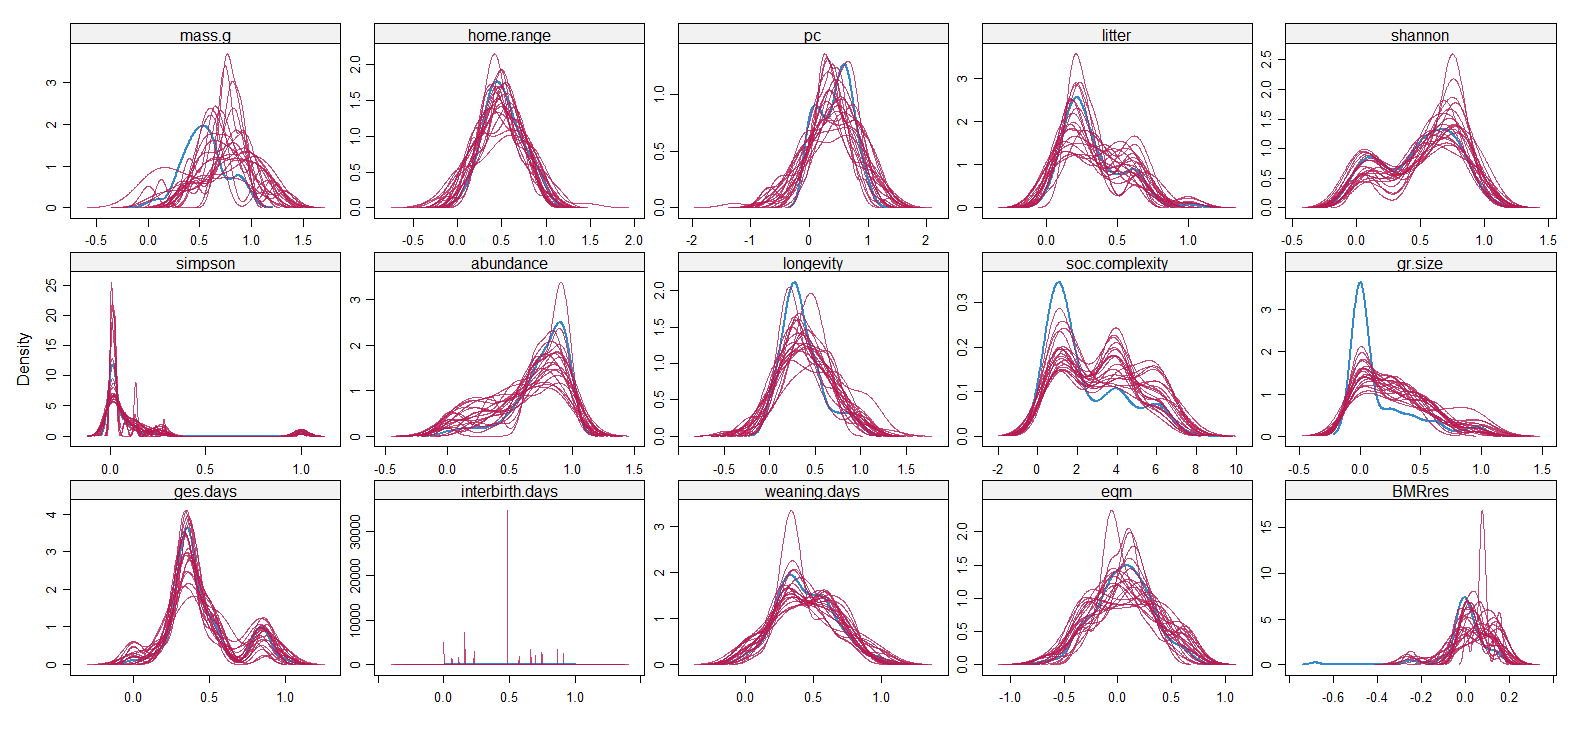 mass.g home.range pc litter shannon
0 1 2 3
0.0 0.5 1.0 1.5 2.0
0.0 0.5 1.0
0 1 2 3
0.0 0.5 1.0 1.5 2.0 2.5
-0.5 0.0 0.5 1.0 1.5
-0.5 0.0 0.5 1.0 1.5 2.0
-2 -1 0 1 2
0.0 0.5 1.0
-0.5 0.0 0.5 1.0 1.5
simpson abundance longevity soc.complexity gr.size
Density
0 5 10 15 20 25
0 1 2 3
0.0 0.5 1.0 1.5 2.0
0.0 0.1 0.2 0.3
0 1 2 3
0.0 0.5 1.0
-0.5 0.0 0.5 1.0 1.5
-0.5 0.0 0.5 1.0 1.5
-2 0 2 4 6 8 10
-0.5 0.0 0.5 1.0 1.5
ges.days interbirth.days weaning.days eqm BMRres
0 1 2 3 4
0 10000 20000 30000
0 1 2 3
0.0 0.5 1.0 1.5 2.0
0 5 10 15
0.0 0.5 1.0
0.0 0.5 1.0
0.0 0.5 1.0
-1.0 -0.5 0.0 0.5 1.0
-0.6 -0.4 -0.2 0.0 0.2